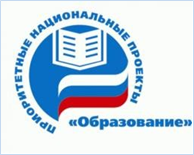 ПРИОРИТЕТНЫЕ НАЦИОНАЛЬНЫЕ ПРОЕКТЫ
«Образование»